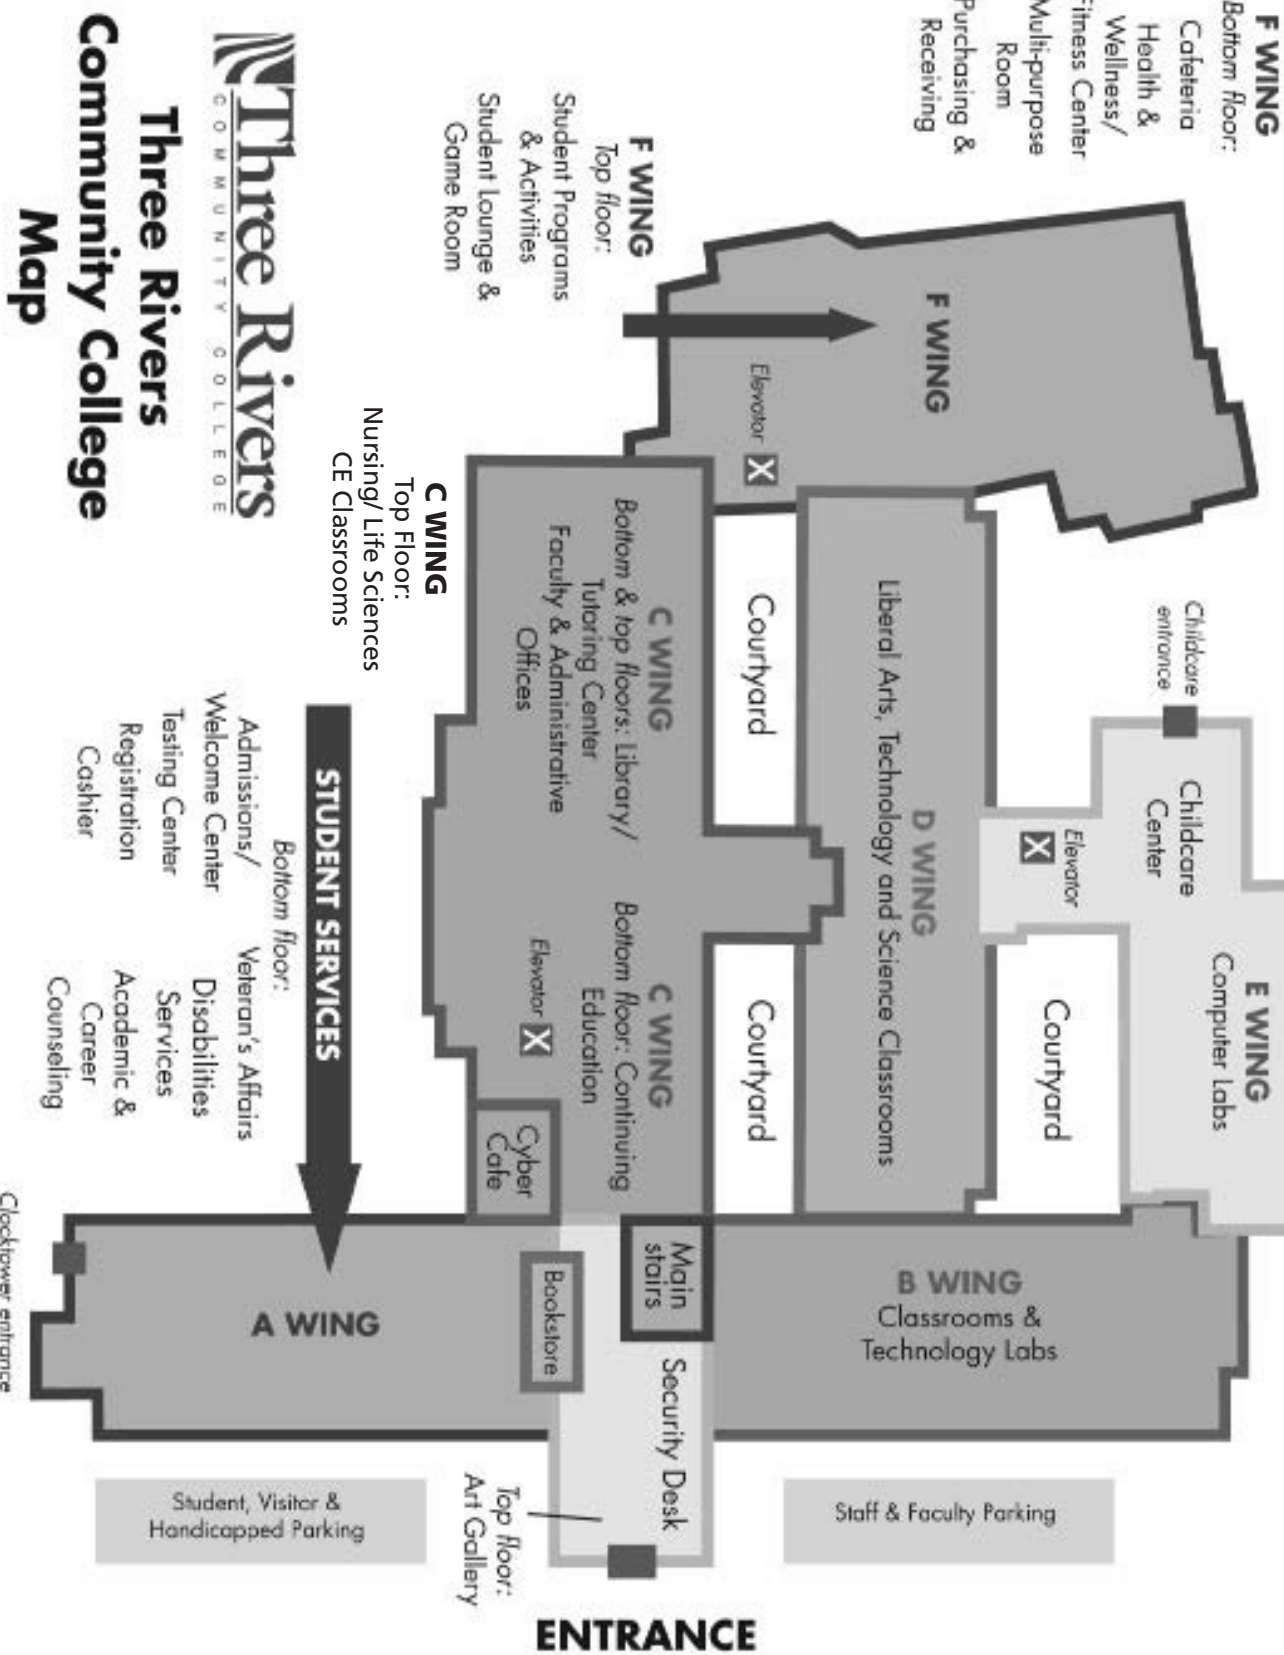 F WING
Bottom floor:
Cafeteria
Health &
Wellness/
Fitness Center
Multi-purpose
Room
Purchasing &
Receiving
F WING
Top floor:
Student Programs
& Activities
Student Lounge &
Game Room
Three Rivers
COMMUNITY COLLEGE
Three Rivers
Community College
Map
F WING
Elevator X
C WING
Top Floor:
Nursing/ Life Sciences
CE Classrooms
C WING
Bottom & top floors: Library/
Tutoring Center
Faculty & Administrative
Offices
Courtyard
D WING
Liberal Arts, Technology and Science Classrooms
Childcare
entrance
Childcare
Center
Elevator
X
E WING
Computer Labs
Courtyard
Courtyard
C WING
Bottom floor: Continuing
Education
Elevator X
Cyber
Cafe
STUDENT SERVICES
Bottom floor:
Admissions/
Welcome Center
Testing Center
Registration
Cashier
Veteran's Affairs
Disabilities
Services
Academic &
Career
Counseling
Clocktower entrance
A WING
Bookstore
Main
stairs
Security Desk
B WING
Classrooms &
Technology Labs
Student, Visitor &
Handicapped Parking
Top floor:
Art Gallery
Staff & Faculty Parking
ENTRANCE